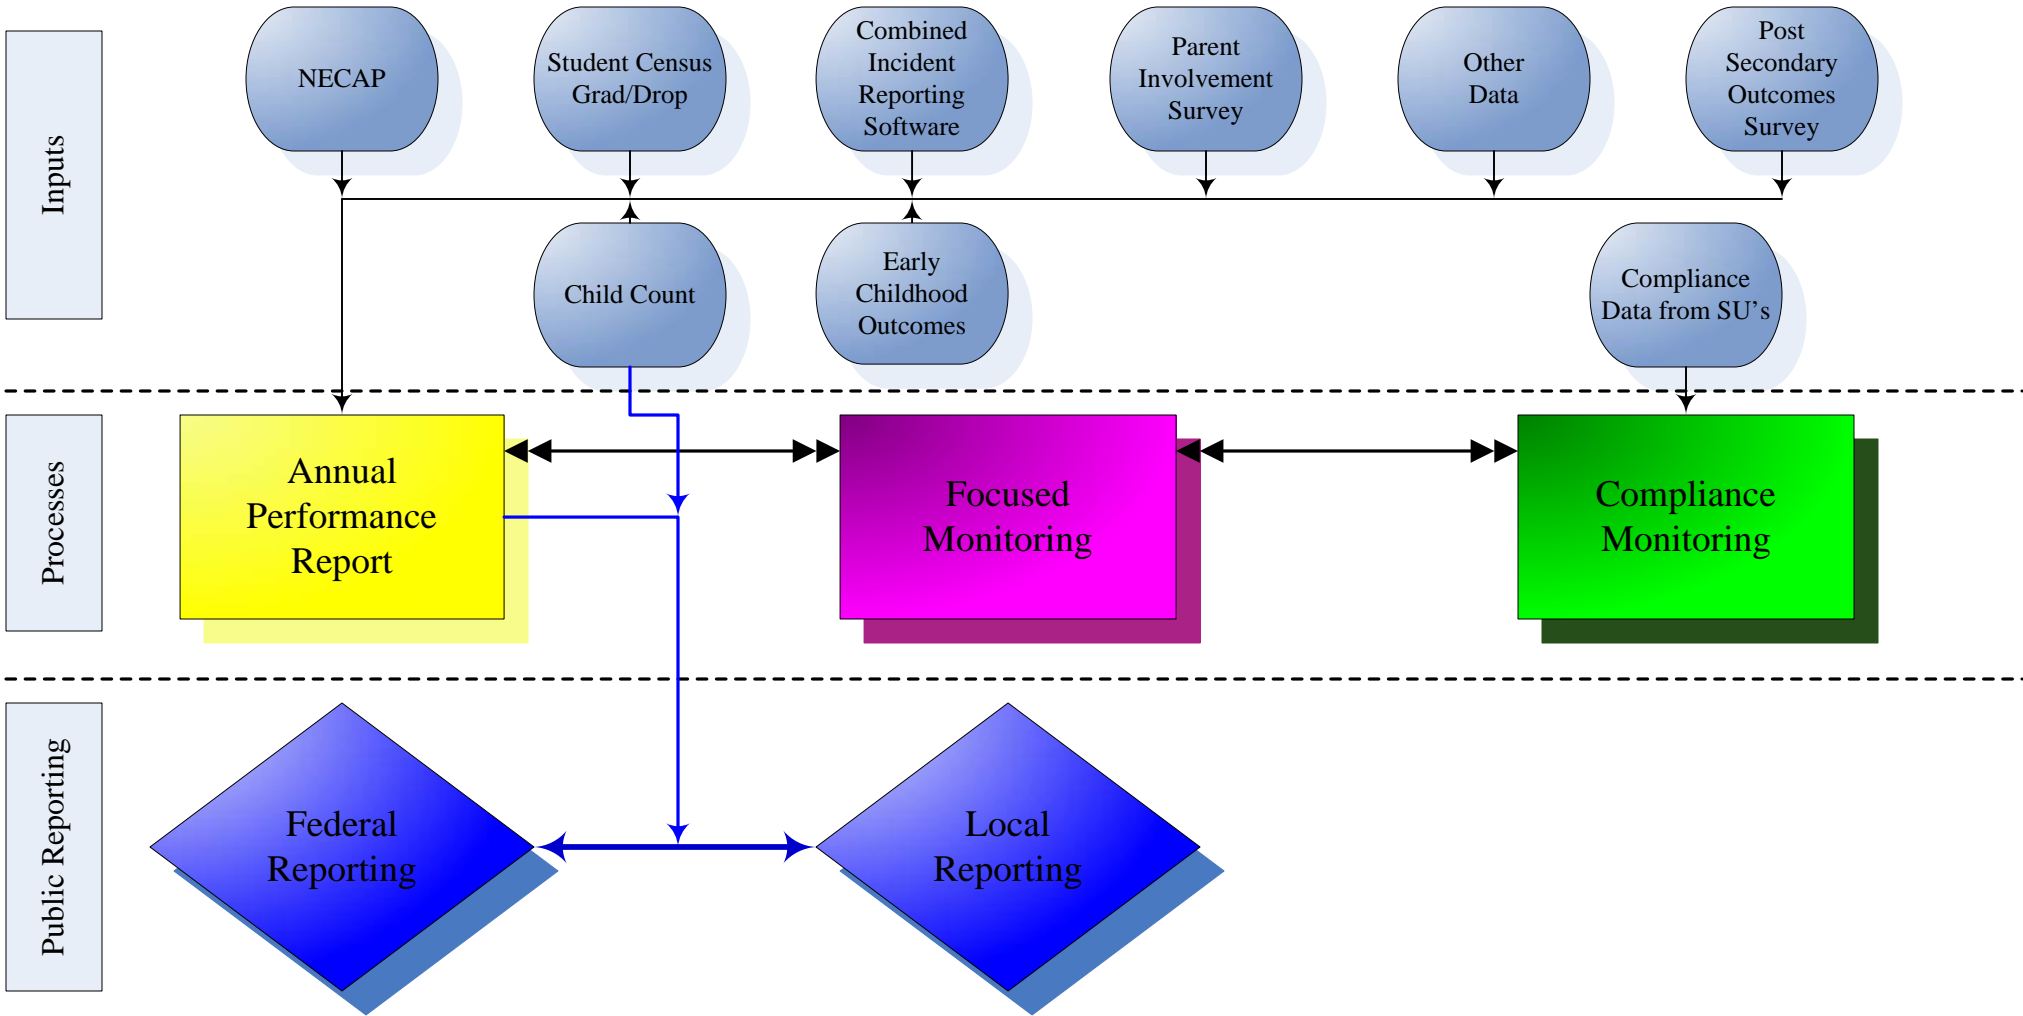 Inputs
NECAP
Student Census
Grad/Drop
Combined
Incident
Reporting
Software
Parent
Involvement
Survey
Other
Data
Post
Secondary
Outcomes
Survey
Child Count
Early
Childhood
Outcomes
Compliance
Data from SU’s
Processes
Annual
Performance
Report
Focused
Monitoring
Compliance
Monitoring
Public Reporting
Federal
Reporting
Local
Reporting